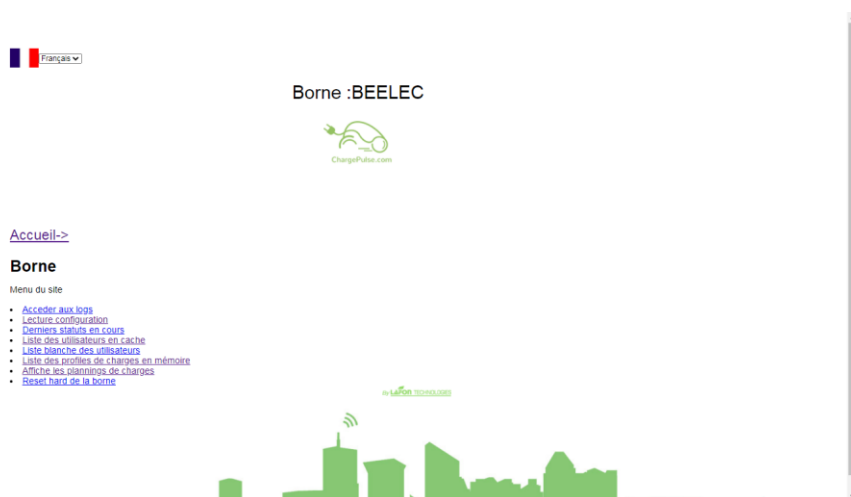 Français
Borne :BEELEC
ChargePulse.com
Accueil->
Borne
Menu du site
Acceder aux logs
Lecture configuration
Derniers statuts en cours
Liste des utilisateurs en cache
Liste blanche des utilisateurs
Liste des profiles de charges en mémoire
Affiche les plannings de charges
Reset hard de la borne
By LAFON TECHNOLOGIES